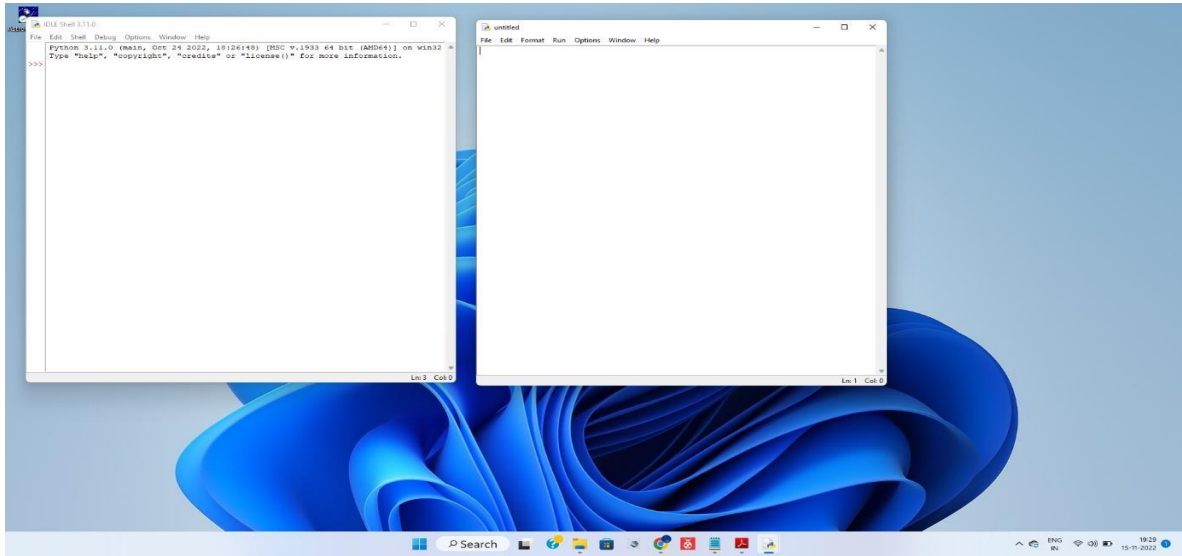 IDLE Shell 3.11.0
File Edit Shell Debug Options Window Help
Python 3.11.0 (main, Oct 24 2022, 18:26:48) [MSC v.1933 64 bit (AMD64)] on win32
Type "help", "copyright", "credits" or "license()" for more information.
>>>
Ln: 3 Col: 0
untitled
File Edit Format Run Options Window Help
Ln: 1 Col: 0
Search
ENG
IN
19:29
15-11-2022
1